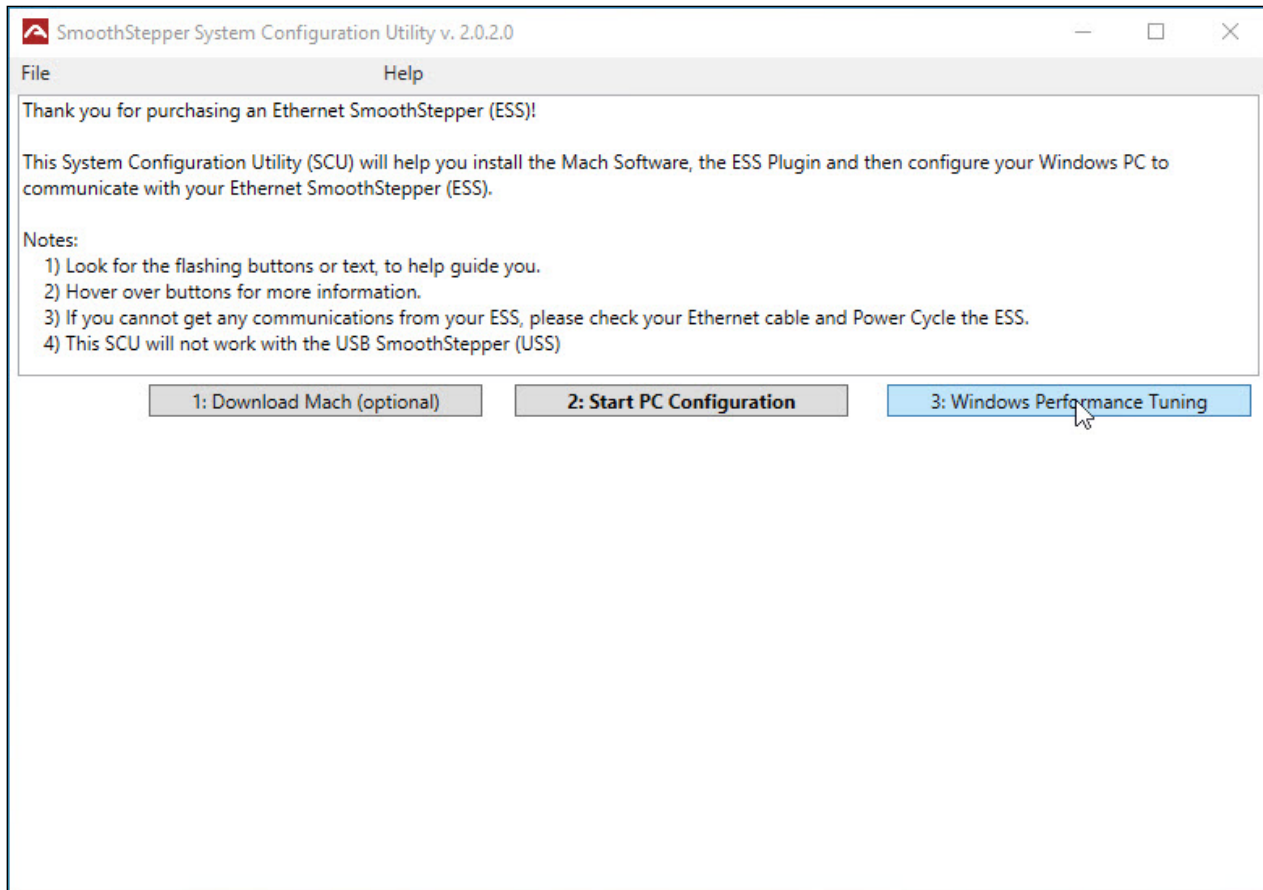 SmoothStepper System Configuration Utility v. 2.0.2.0
File Help
Thank you for purchasing an Ethernet SmoothStepper (ESS)!
This System Configuration Utility (SCU) will help you install the Mach Software, the ESS Plugin and then configure your Windows PC to
communicate with your Ethernet SmoothStepper (ESS).
Notes:
1) Look for the flashing buttons or text, to help guide you.
2) Hover over buttons for more information.
3) If you cannot get any communications from your ESS, please check your Ethernet cable and Power Cycle the ESS.
4) This SCU will not work with the USB SmoothStepper (USS)
1: Download Mach (optional) 2: Start PC Configuration 3: Windows Performance Tuning